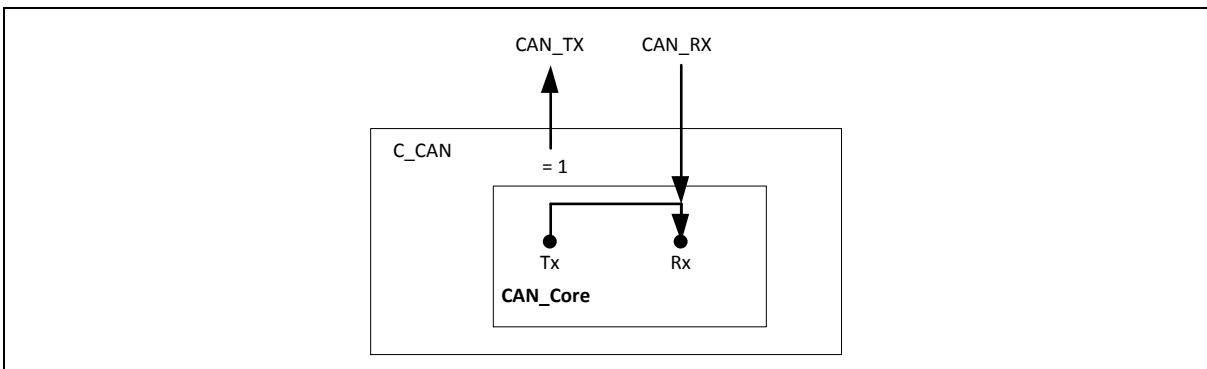 CAN_TX CAN_RX
C_CAN
= 1
Tx Rx
CAN_Core